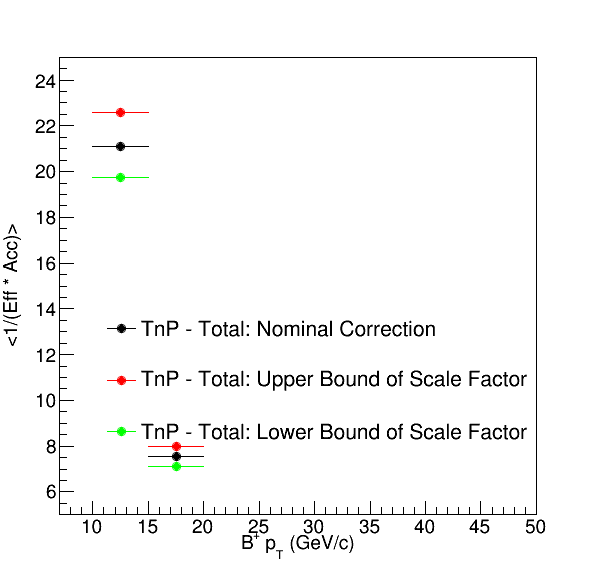 24
22
20
18
16
14
12
10
8
6
<1/(Eff * Acc)>
TnP - Total: Nominal Correction
TnP - Total: Upper Bound of Scale Factor
TnP - Total: Lower Bound of Scale Factor
10 15 20 25 30 35 40 45 50
B⁺ p_T (GeV/c)